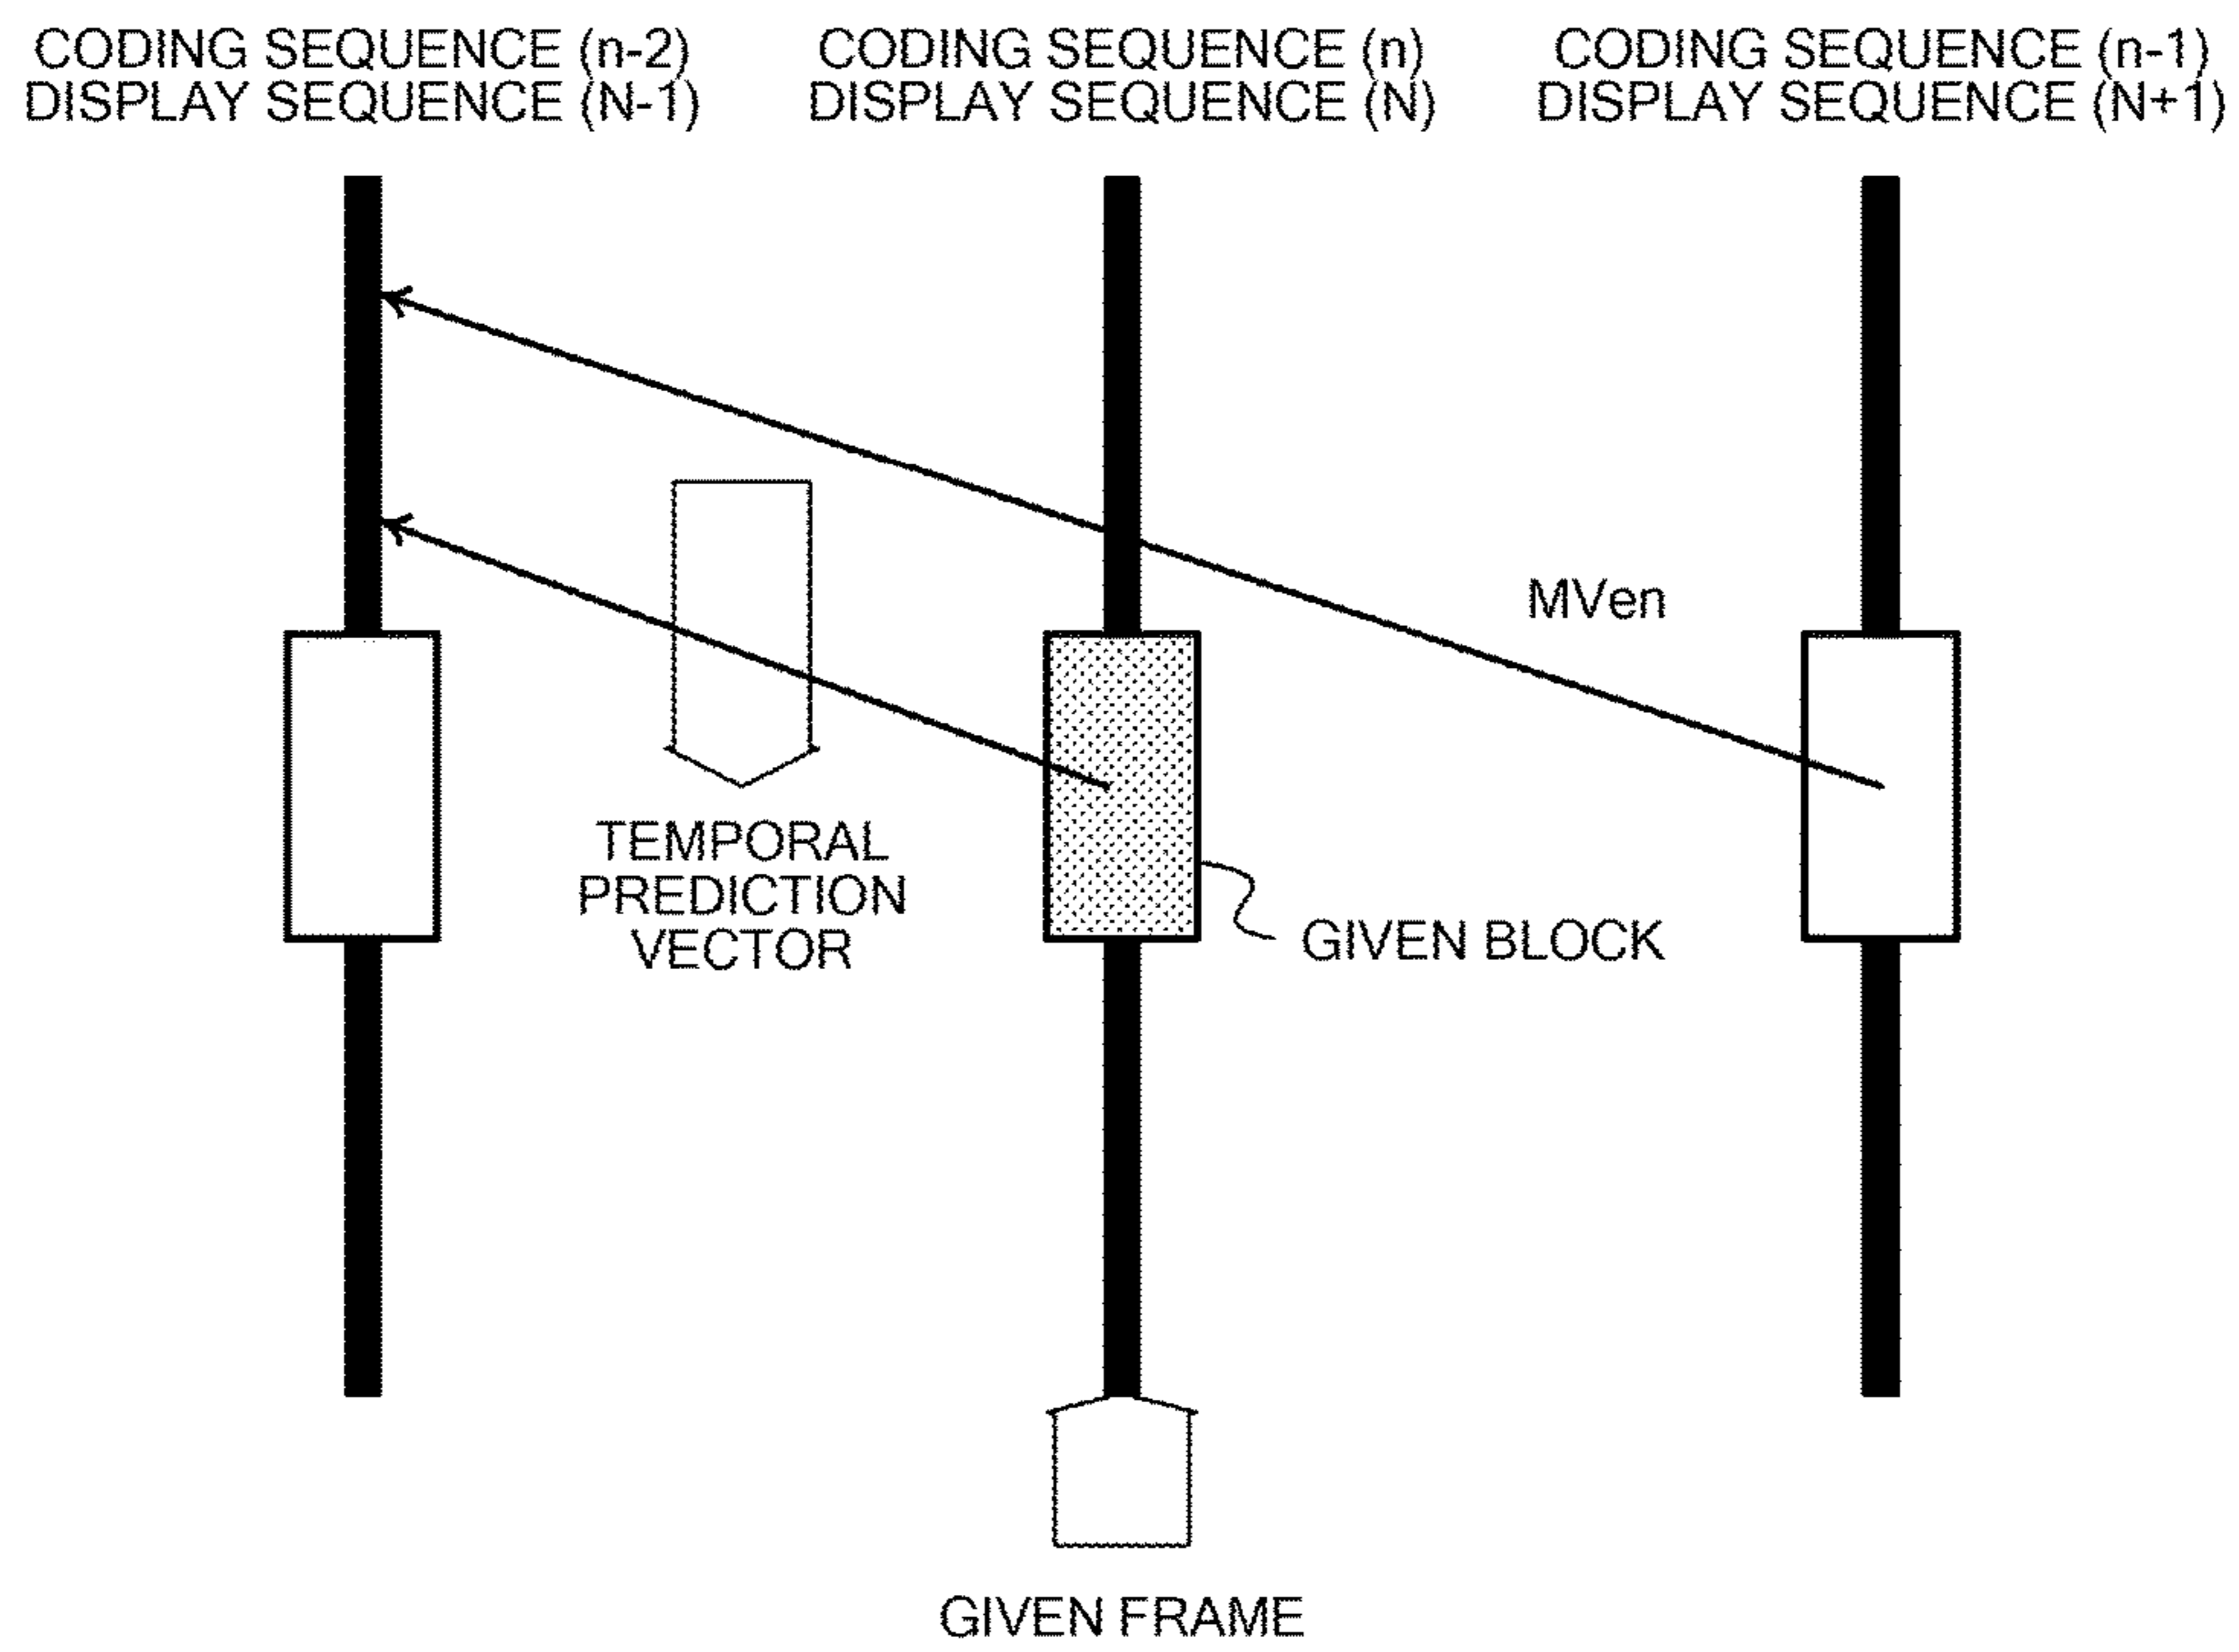 CODING SEQUENCE (n-2)
DISPLAY SEQUENCE (N-1)
CODING SEQUENCE (n)
DISPLAY SEQUENCE (N)
CODING SEQUENCE (n-1)
DISPLAY SEQUENCE (N+1)
MVen
TEMPORAL
PREDICTION
VECTOR
GIVEN BLOCK
GIVEN FRAME